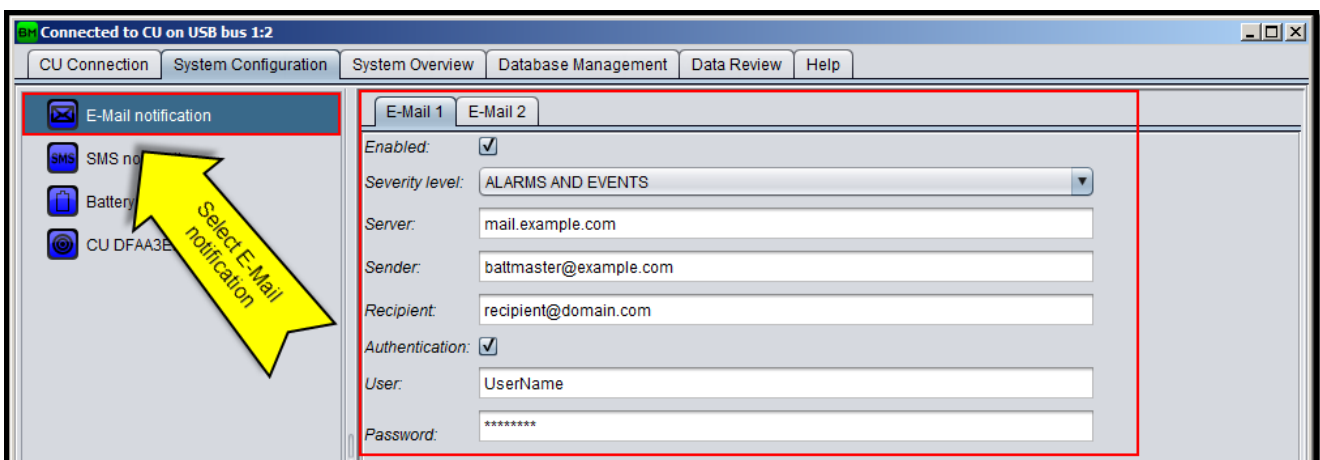 BM Connected to CU on USB bus 1:2
CU Connection System Configuration System Overview Database Management Data Review Help
E-Mail notification
SMS SMS no
Battery
CU DFAA3E
Select E-Mail
notification
E-Mail 1 E-Mail 2
Enabled:
Severity level: ALARMS AND EVENTS
Server: mail.example.com
Sender: battmaster@example.com
Recipient: recipient@domain.com
Authentication:
User: UserName
Password: ********